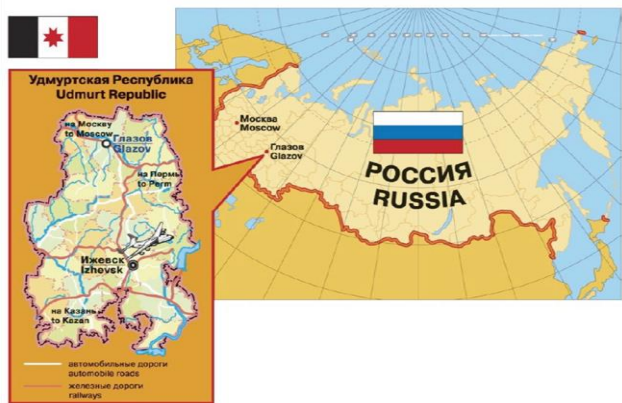 Удмуртская Республика
Udmurt Republic
на Москву
to Moscow
Глазов
Glazov
на Пермь
to Perm
Ижевск
Izhevsk
на Казань
to Kazan
автомобильные дороги
automobile roads
железные дороги
railways
Москва
Moscow
Глазов
Glazov
РОССИЯ
RUSSIA